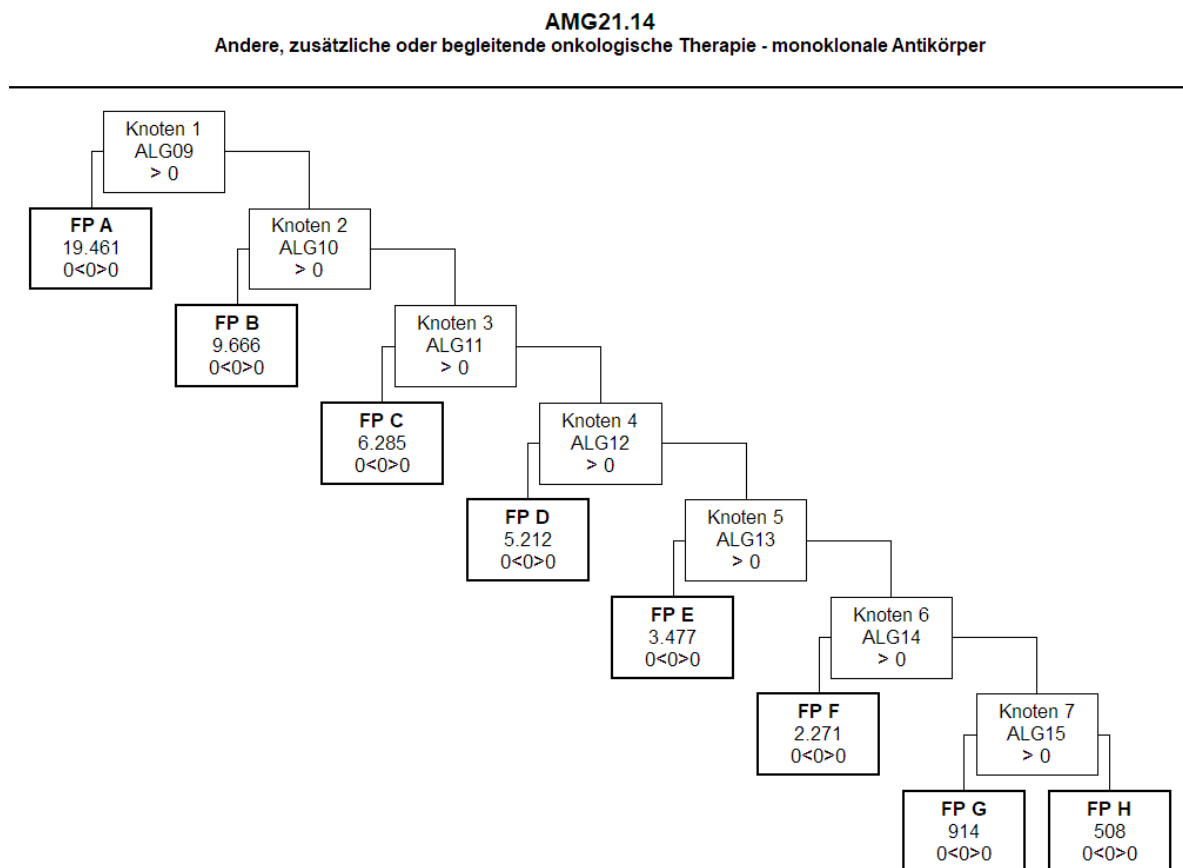 AMG21.14
Andere, zusätzliche oder begleitende onkologische Therapie - monoklonale Antikörper
Knoten 1
ALG09
> 0
FP A
19.461
0<0>0
Knoten 2
ALG10
> 0
FP B
9.666
0<0>0
Knoten 3
ALG11
> 0
FP C
6.285
0<0>0
Knoten 4
ALG12
> 0
FP D
5.212
0<0>0
Knoten 5
ALG13
> 0
FP E
3.477
0<0>0
Knoten 6
ALG14
> 0
FP F
2.271
0<0>0
Knoten 7
ALG15
> 0
FP G
914
0<0>0
FP H
508
0<0>0